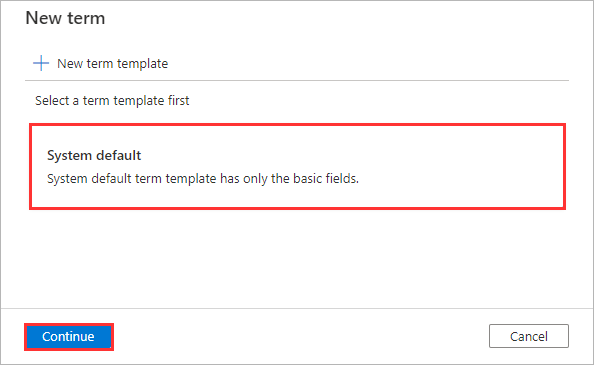 New term
New term template
Select a term template first
System default
System default term template has only the basic fields.
Continue
Cancel